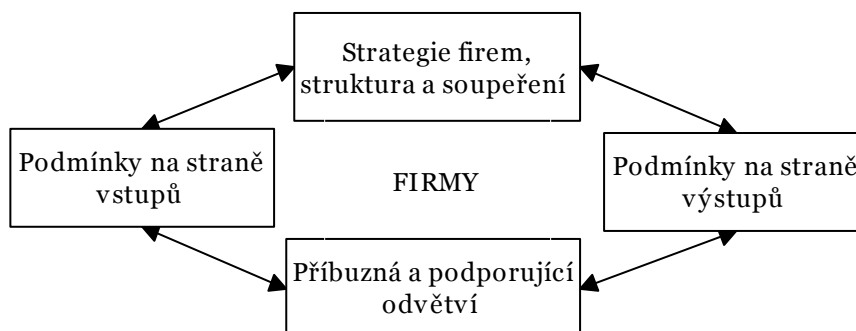 Strategie firem,
struktura a soupeření
Podmínky na straně
vstupů
FIRMY
Podmínky na straně
výstupů
Příbuzná a podporující
odvětví